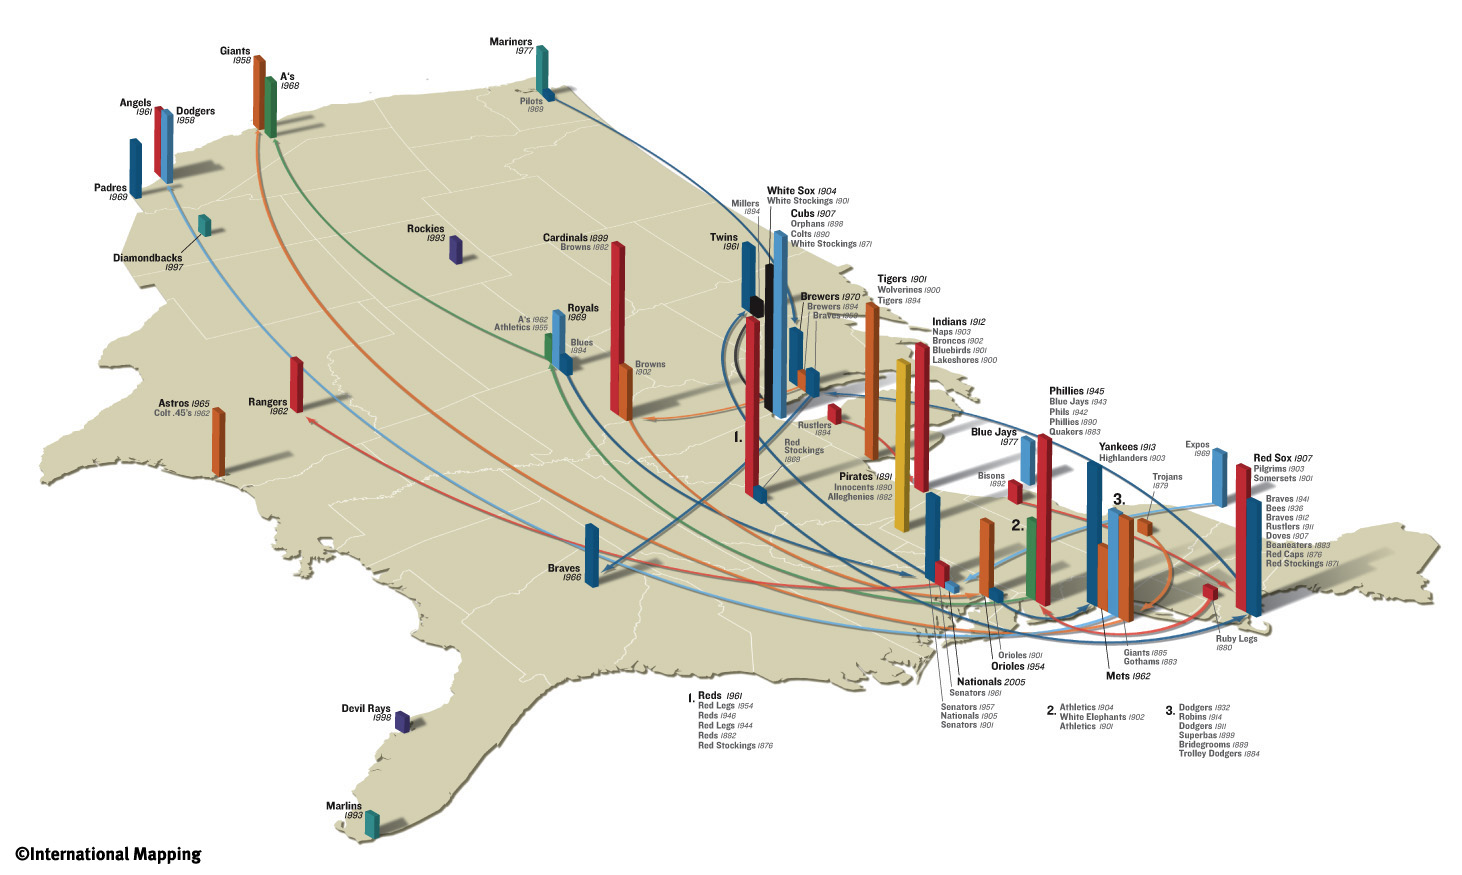 Mariners
1977
Pilots
1969
Giants
1958
A's
1968
Angels
1961
Dodgers
1958
Padres
1969
Diamondbacks
1997
Rockies
1993
Cardinals 1899
Browns 1882
Millers
1894
White Sox 1904
White Stockings 1901
Cubs 1907
Orphans 1898
Colts 1890
White Stockings 1871
Twins
1961
Brewers 1970
Brewers 1894
Braves 1953
Tigers 1901
Wolverines 1900
Tigers 1894
Indians 1912
Naps 1903
Broncos 1902
Bluebirds 1901
Lakeshores 1900
Royals
1969
A's 1962
Athletics 1955
Blues
1894
Browns
1902
Astros 1965
Colt .45's 1962
Rangers
1962
Rustlers
1894
1.
Red
Stockings
1869
Pirates 1891
Innocents 1890
Alleghenies 1882
Phillies 1945
Blue Jays 1943
Phils 1942
Phillies 1890
Quakers 1883
Blue Jays
1977
Bisons
1892
Yankees 1913
Highlanders 1903
Trojans
1879
Expos
1969
Red Sox 1907
Pilgrims 1903
Somersets 1901
Braves 1941
Bees 1936
Braves 1912
Rustlers 1911
Doves 1907
Beaneaters 1883
Red Caps 1876
Red Stockings 1871
2.
3.
Braves
1966
Ruby Legs
1880
Orioles 1901
Orioles 1954
Giants 1885
Gothams 1883
Mets 1962
Nationals 2005
Senators 1961
Senators 1957
Nationals 1905
Senators 1901
Devil Rays
1998
Marlins
1993
1. Reds 1961
Red Legs 1954
Reds 1946
Red Legs 1944
Reds 1882
Red Stockings 1876
2. Athletics 1904
White Elephants 1902
Athletics 1901
3. Dodgers 1932
Robins 1914
Dodgers 1911
Superbas 1899
Bridegrooms 1889
Trolley Dodgers 1884
©International Mapping